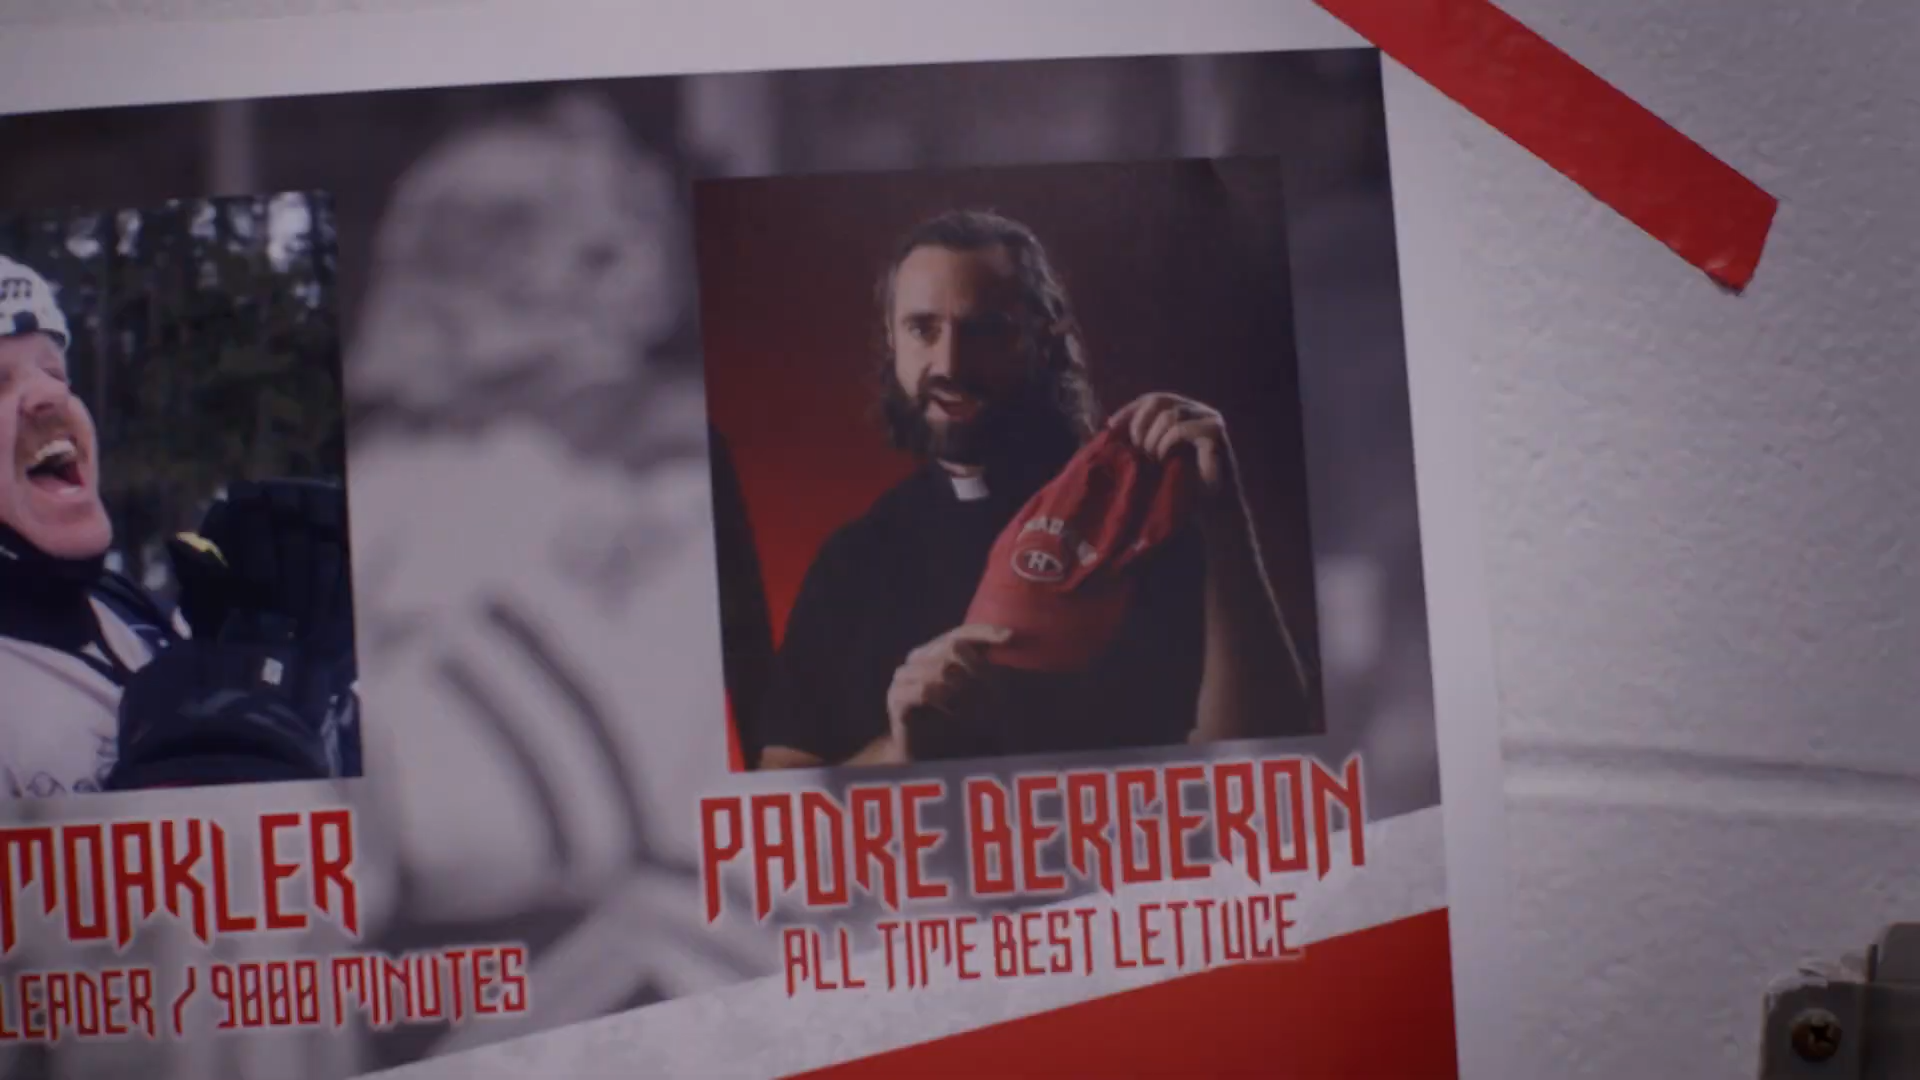 MOAKLER
LEADER / 9000 MINUTES
PADRE BERGERON
ALL TIME BEST LETTUCE